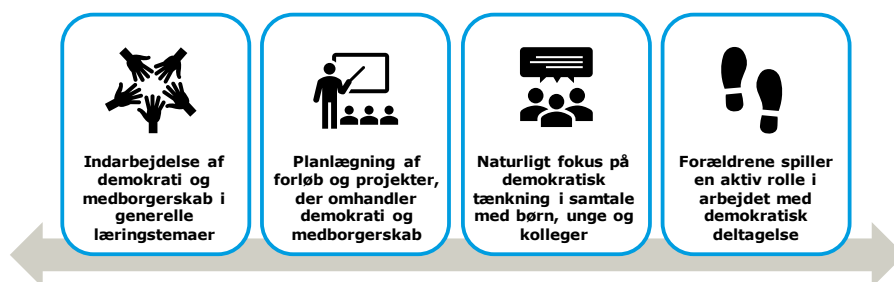 Indarbejdelse af
demokrati og
medborgerskab i
generelle
læringstemaer
Planlægning af
forløb og projekter,
der omhandler
demokrati og
medborgerskab
Naturligt fokus på
demokratisk
tænkning i samtale
med børn, unge og
kolleger
Forældrene spiller
en aktiv rolle i
arbejdet med
demokratisk
deltagelse